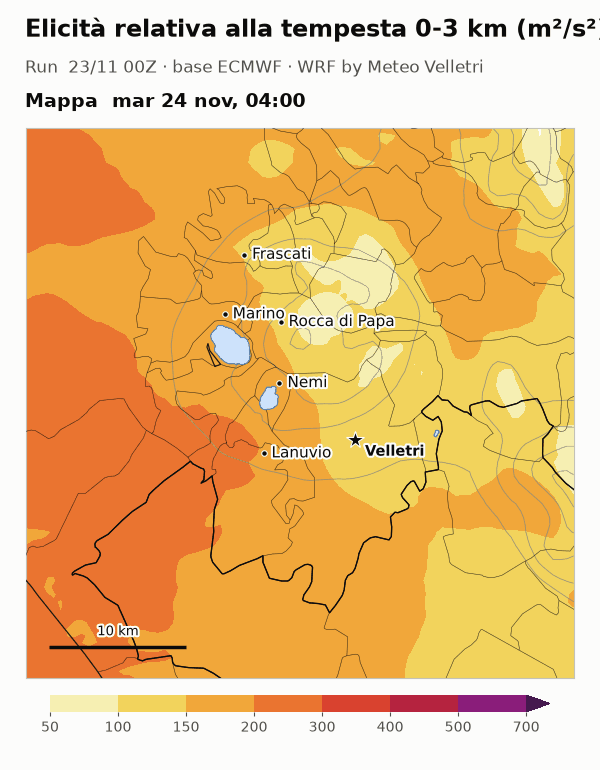 Elicità relativa alla tempesta 0-3 km (m²/s²)
Run 23/11 00Z · base ECMWF · WRF by Meteo Velletri
Mappa mar 24 nov, 04:00
Frascati
Marino
Rocca di Papa
Nemi
Velletri
Lanuvio
10 km
50 100 150 200 300 400 500 700